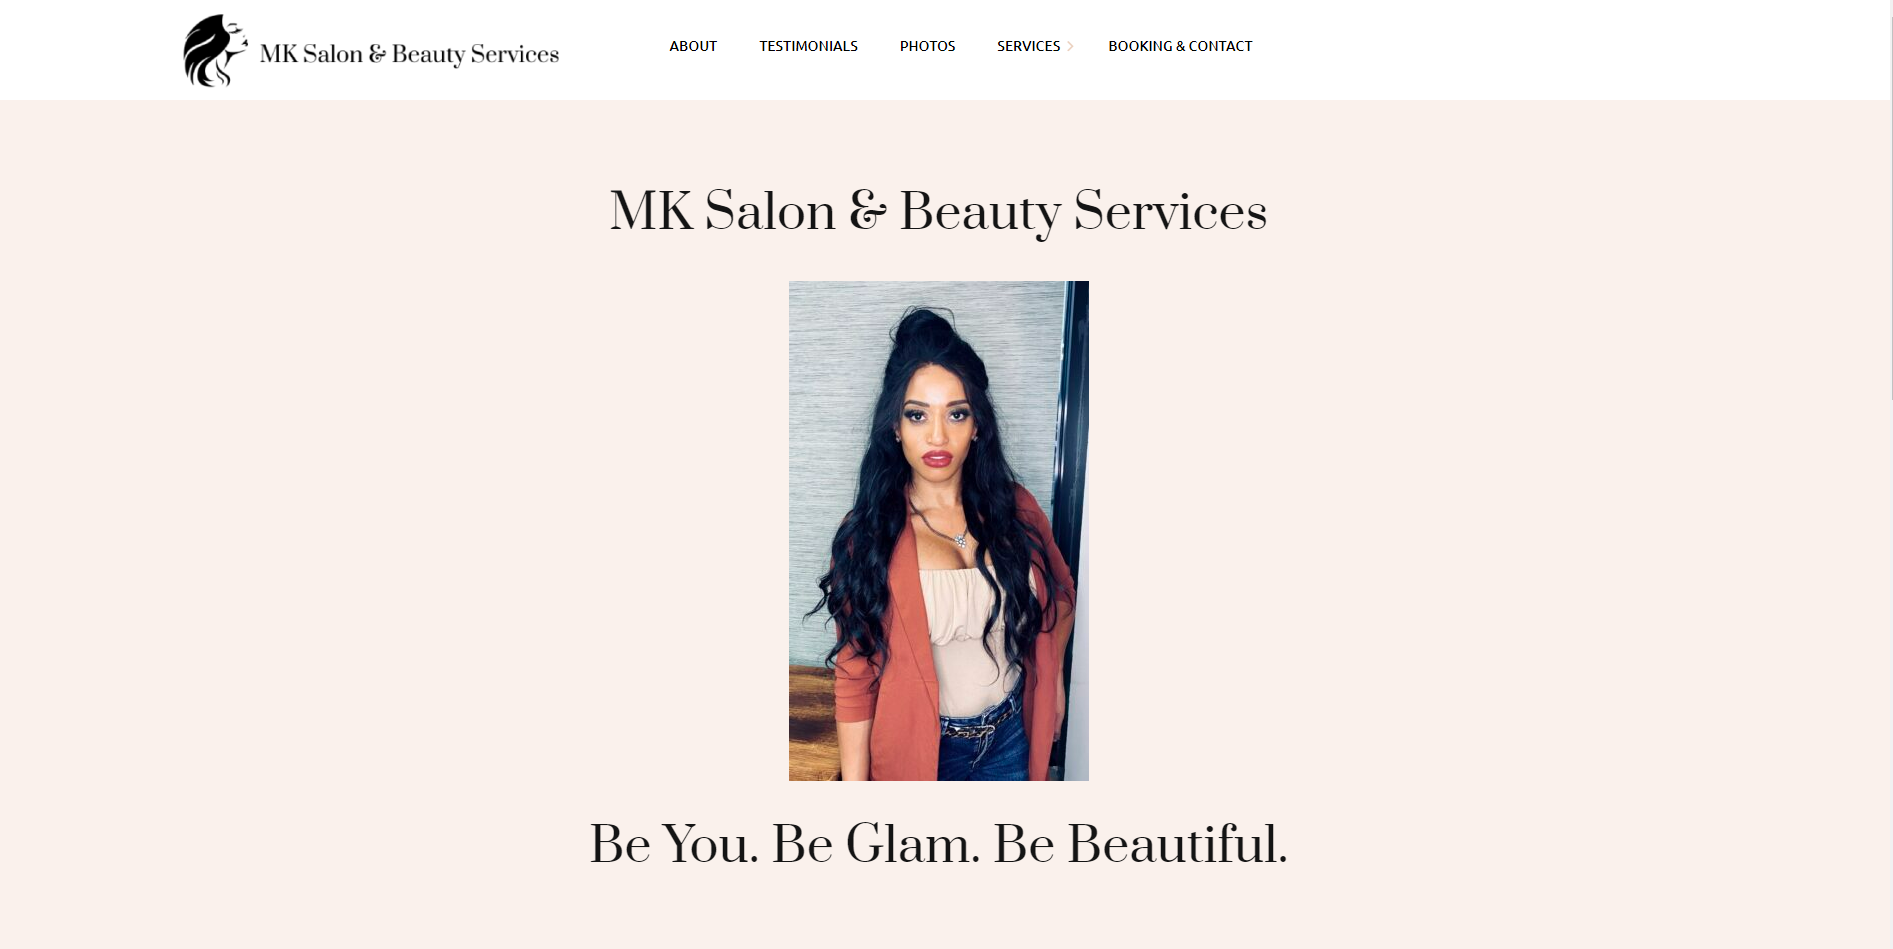 MK Salon & Beauty Services
ABOUT
TESTIMONIALS
PHOTOS
SERVICES
BOOKING & CONTACT
MK Salon & Beauty Services
Be You. Be Glam. Be Beautiful.